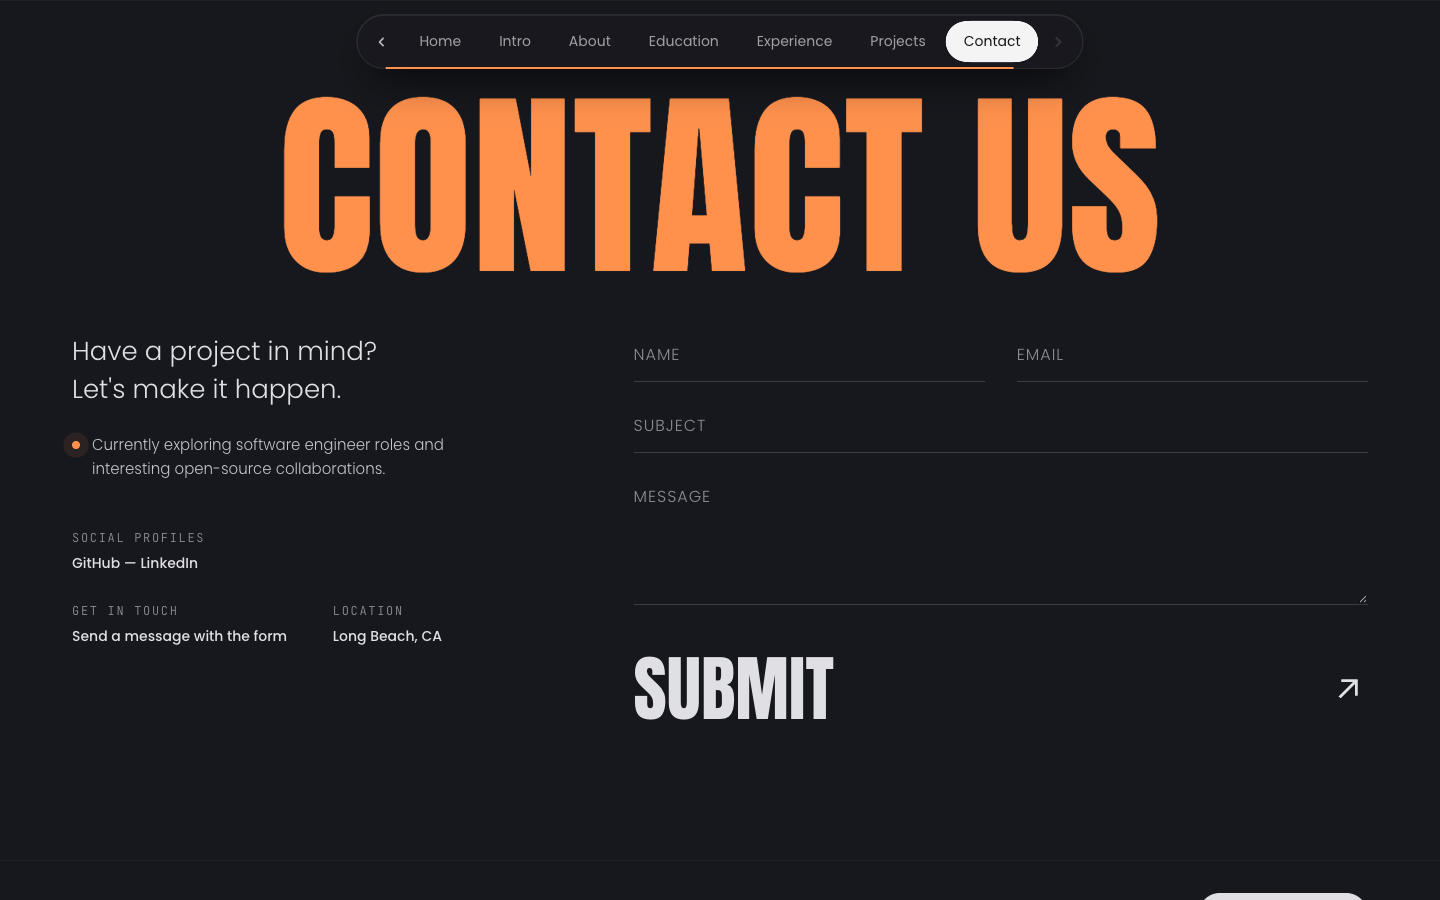 Home Intro About Education Experience Projects Contact
CONTACT US
Have a project in mind?
Let's make it happen.
Currently exploring software engineer roles and
interesting open-source collaborations.
SOCIAL PROFILES
GitHub — LinkedIn
GET IN TOUCH
Send a message with the form
LOCATION
Long Beach, CA
NAME
EMAIL
SUBJECT
MESSAGE
SUBMIT